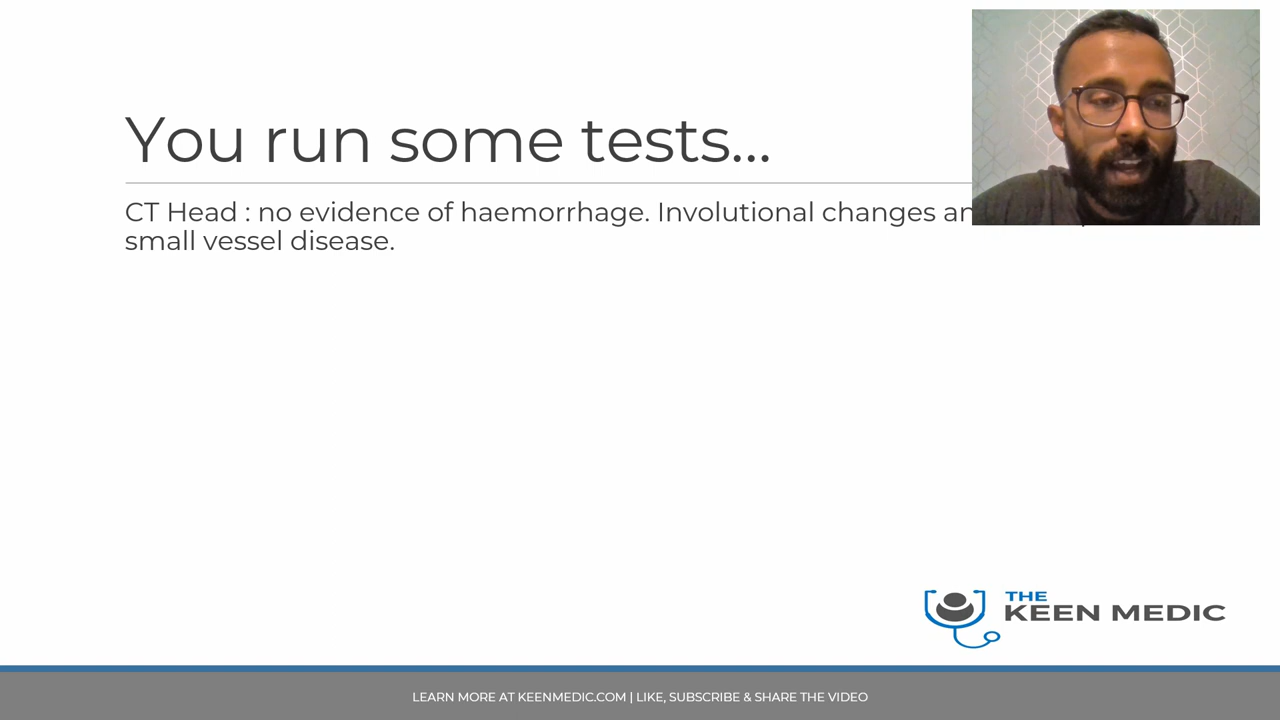 You run some tests...
CT Head : no evidence of haemorrhage. Involutional changes
small vessel disease.
THE
KEEN MEDIC
LEARN MORE AT KEENMEDIC.COM | LIKE, SUBSCRIBE & SHARE THE VIDEO